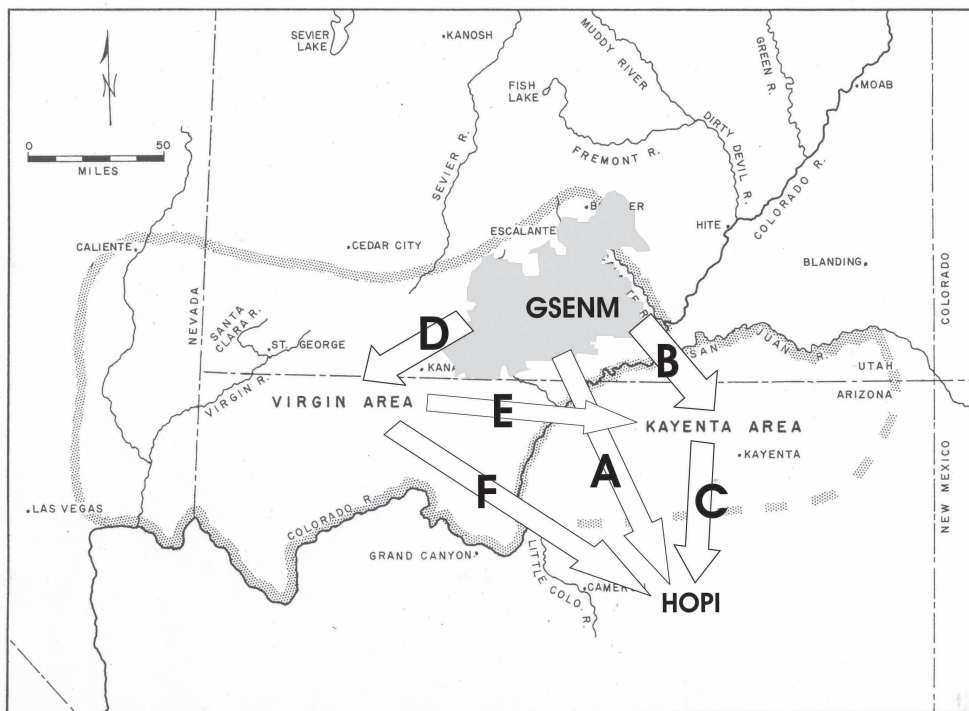 SEVIER
LAKE
KANOSH
MUDDY RIVER
GREEN R.
MOAB
N
FISH
LAKE
0
50
MILES
SEVIER R.
FREMONT R.
DIRTY DEVIL R.
COLORADO R.
HITE
ESCALANTE
CEDAR CITY
CALIENTE
BLANDING
COLORADO
NEVADA
GSENM
SANTA
CLARA R.
ST. GEORGE
D
B
SAN JUAN R.
UTAH
ARIZONA
VIRGIN R.
VIRGIN AREA
E
KAYENTA AREA
KAYENTA
A
F
C
LAS VEGAS
COLORADO R.
NEW MEXICO
GRAND CANYON
LITTLE COLO. R.
HOPI